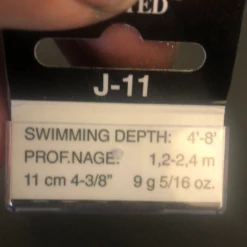 J-11
SWIMMING DEPTH: 4'-8'
PROF.NAGE: 1,2-2,4 m
11 cm 4-3/8" 9 g 5/16 oz.